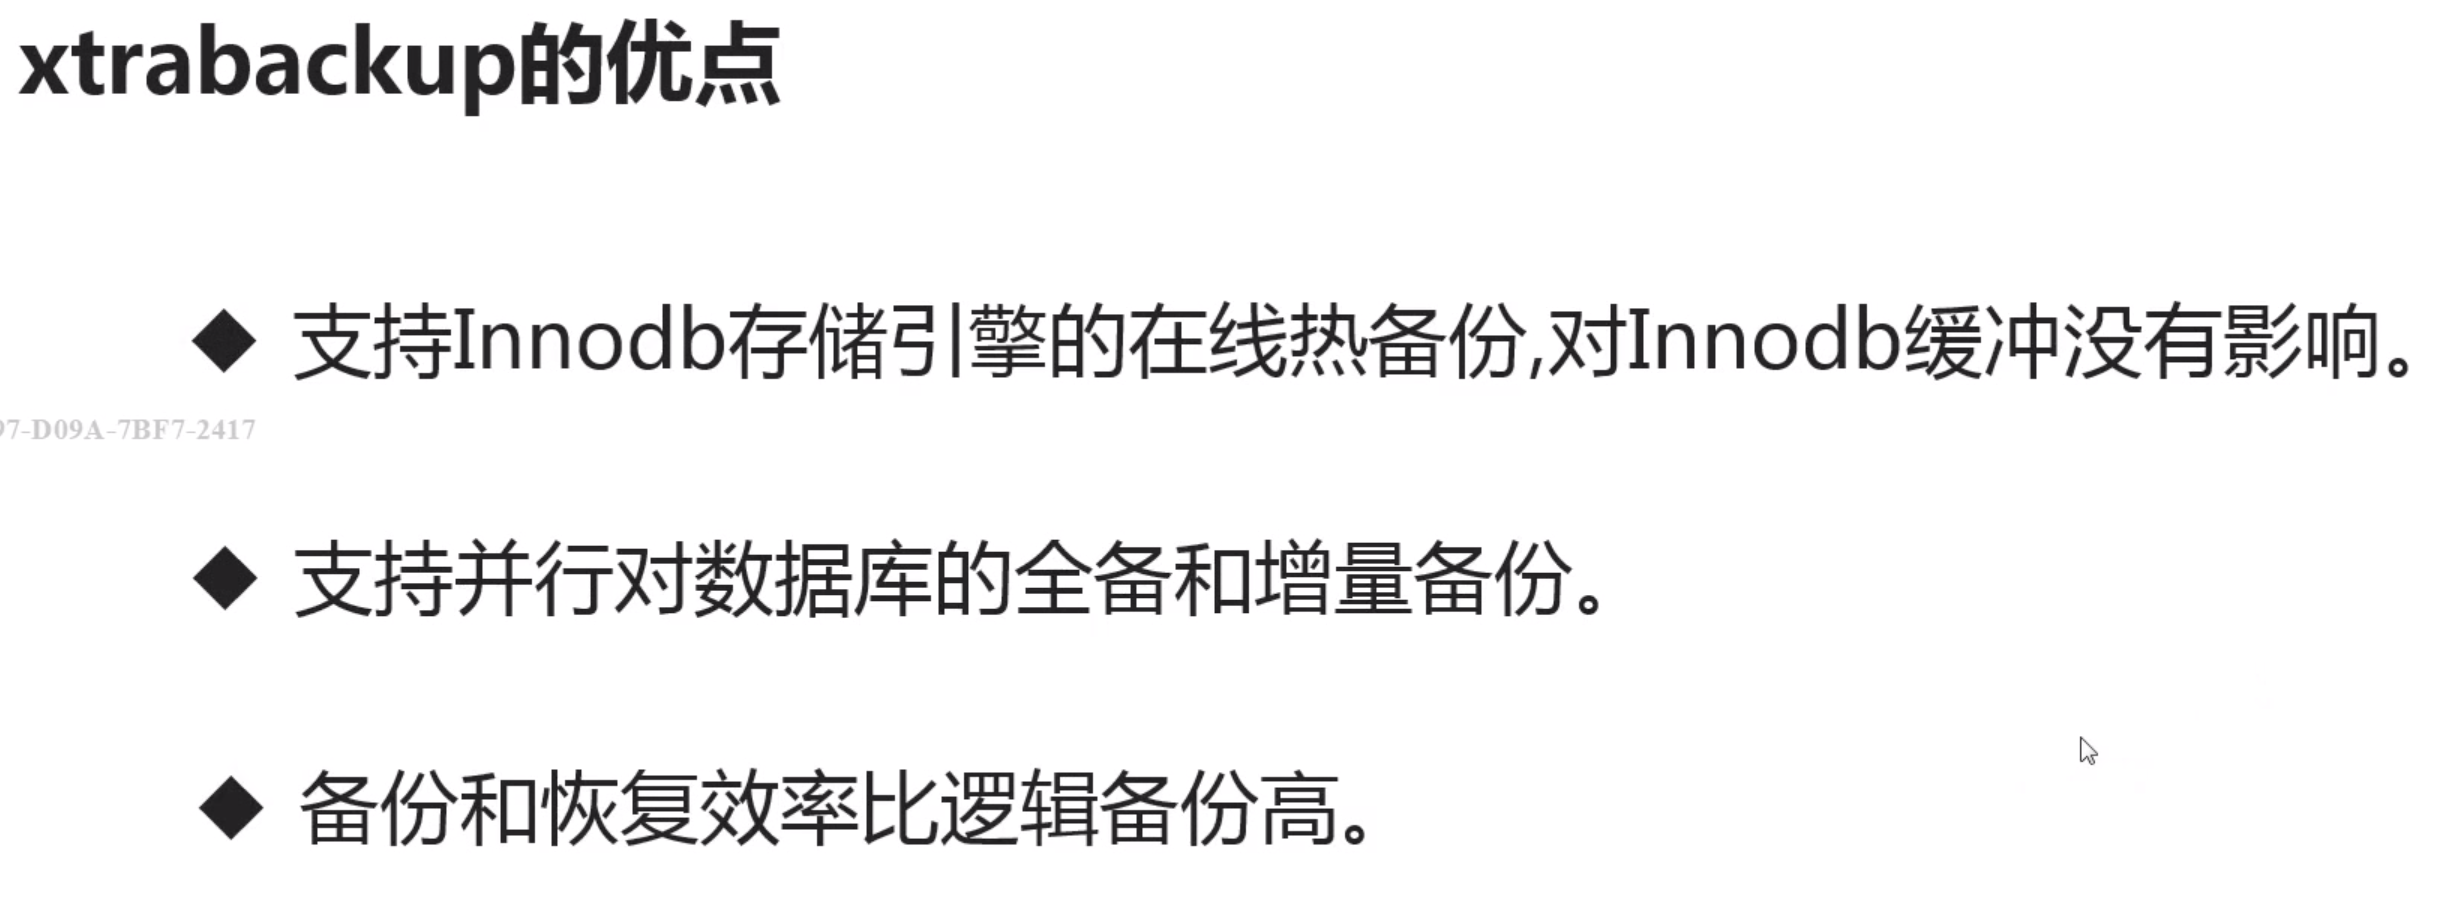 xtrabackup的优点
支持Innodb存储引擎的在线热备份,对Innodb缓冲没有影响。
97-D09A-7BF7-2417
支持并行对数据库的全备和增量备份。
备份和恢复效率比逻辑备份高。